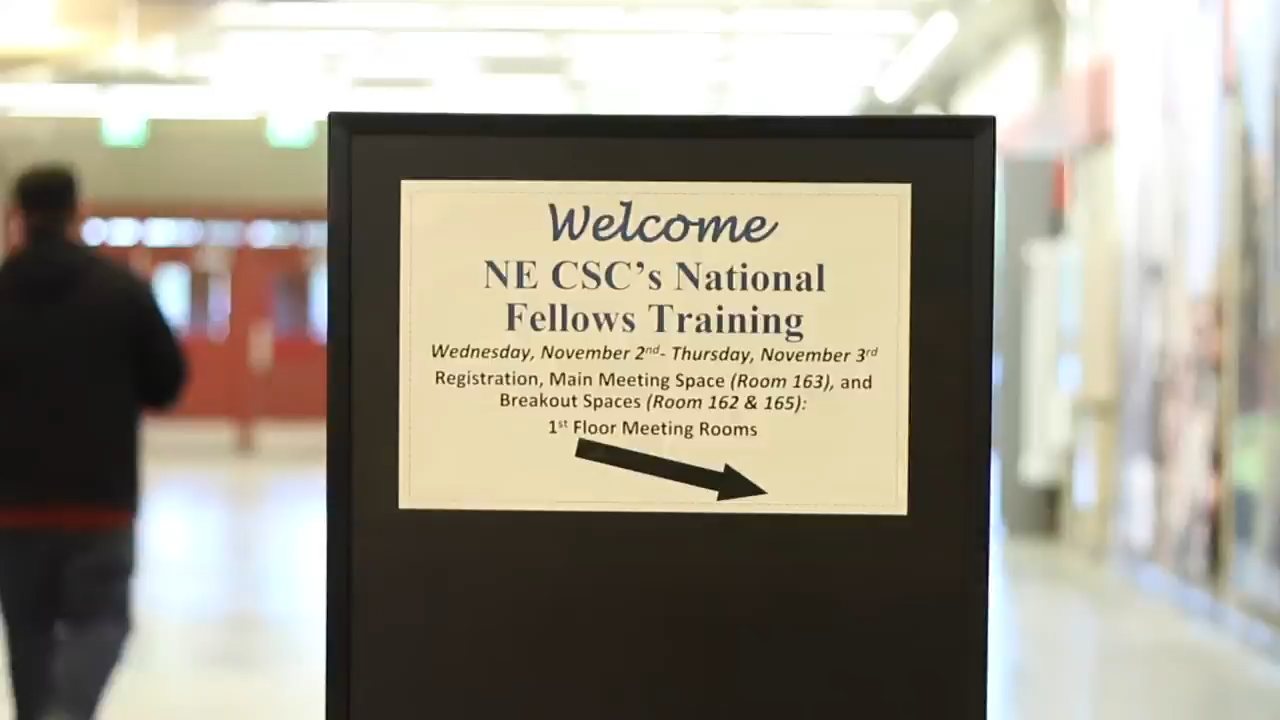 Welcome
NE CSC’s National
Fellows Training
Wednesday, November 2nd- Thursday, November 3rd
Registration, Main Meeting Space (Room 163), and
Breakout Spaces (Room 162 & 165):
1st Floor Meeting Rooms